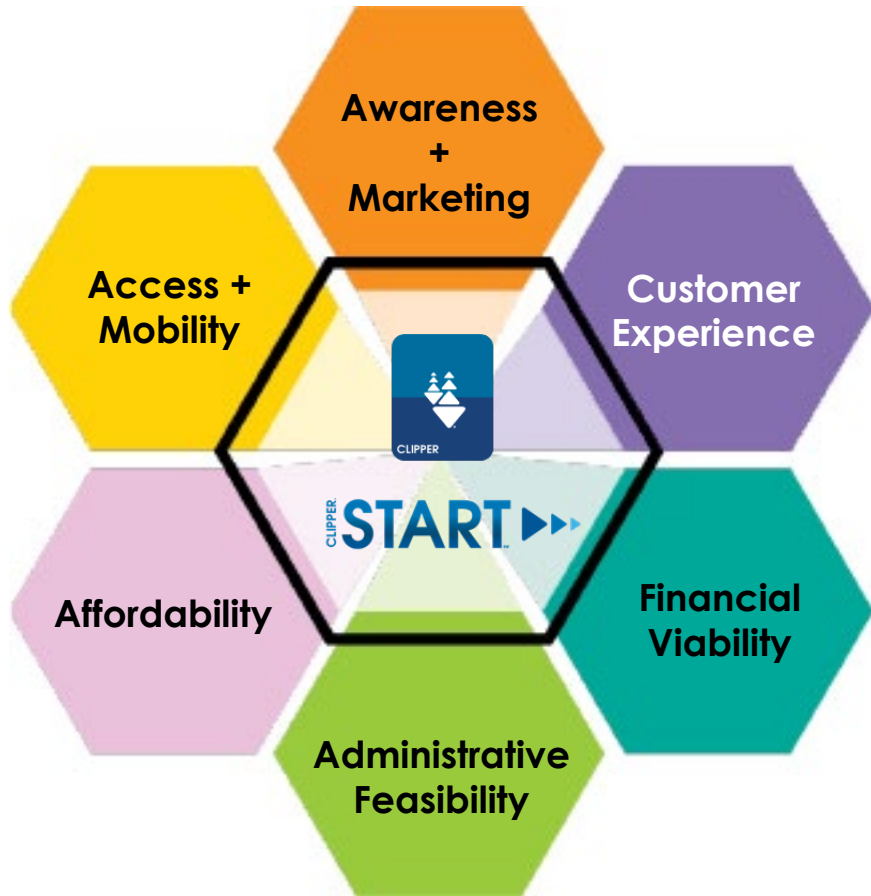 Awareness
+
Marketing
Access +
Mobility
Customer
Experience
CLIPPER
CLIPPER START
Affordability
Financial
Viability
Administrative
Feasibility